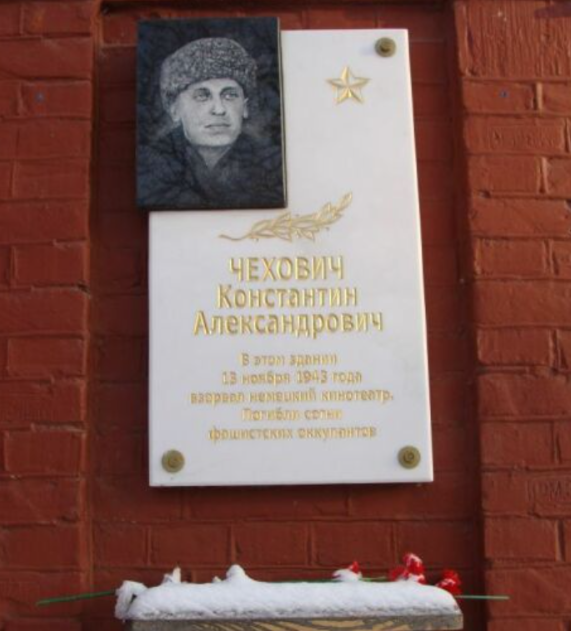 ЧЕХОВИЧ
Константин
Александрович
В этом здании
13 ноября 1943 года
взорвал немецкий кинотеатр.
Погибли сотни
фашистских оккупантов